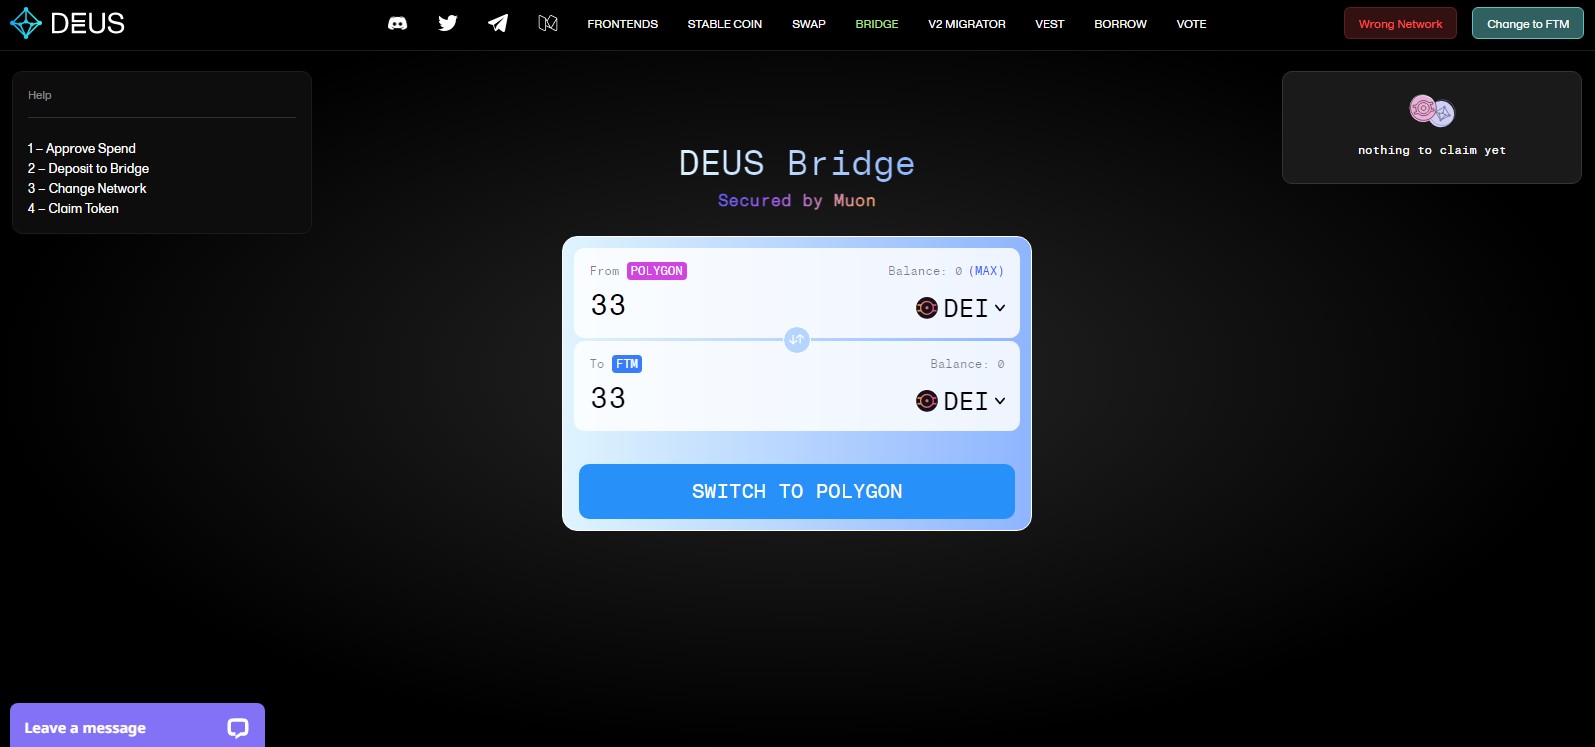 DEUS
FRONTENDS STABLE COIN SWAP BRIDGE V2 MIGRATOR VEST BORROW VOTE
Wrong Network
Change to FTM
Help
1 – Approve Spend
2 – Deposit to Bridge
3 – Change Network
4 – Claim Token
nothing to claim yet
DEUS Bridge
Secured by Muon
From POLYGON
Balance: 0 (MAX)
33
DEI
To FTM
Balance: 0
33
DEI
SWITCH TO POLYGON
Leave a message